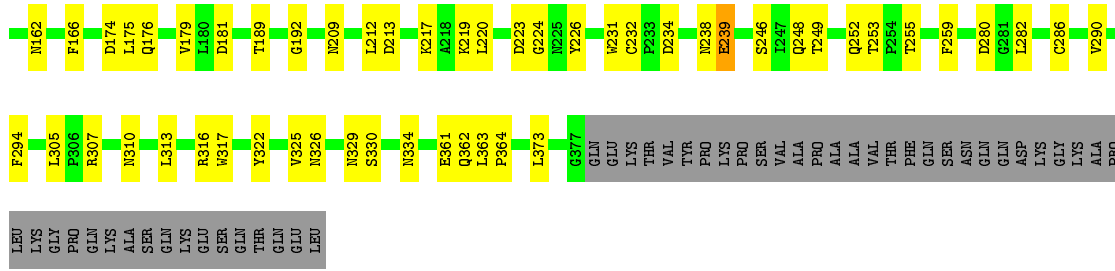 N162 F166 D174 L175 Q176 V179 L180 D181 T189 G192 N209 L212 D213 K217 A218 K219 L220 D223 G224 N225 Y226 W231 C232 P233 D234 N238 E239 S246 I247 Q248 T249 Q252 T253 C254 T255 F259 D280 G281 L282 C286 V290
F294 L305 P306 R307 N310 L313 R316 W317 Y322 V325 N326 N329 S330 N334 E361 Q362 L363 P364 L373 G377 GLN GLU LYS THR VAL TYR PRO LYS PRO SER VAL ALA PRO ALA ALA VAL THR PHE GLN SER ASN GLN GLN ASP LYS GLY LYS ALA PRO
LEU LYS GLY PRO GLN LYS ALA SER GLN LYS GLU SER GLN THR GLN GLU LEU